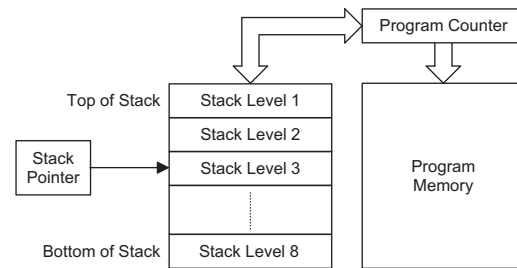 Program Counter
Top of Stack
Stack Level 1
Stack Level 2
Stack
Pointer
Stack Level 3
Program
Memory
Bottom of Stack
Stack Level 8